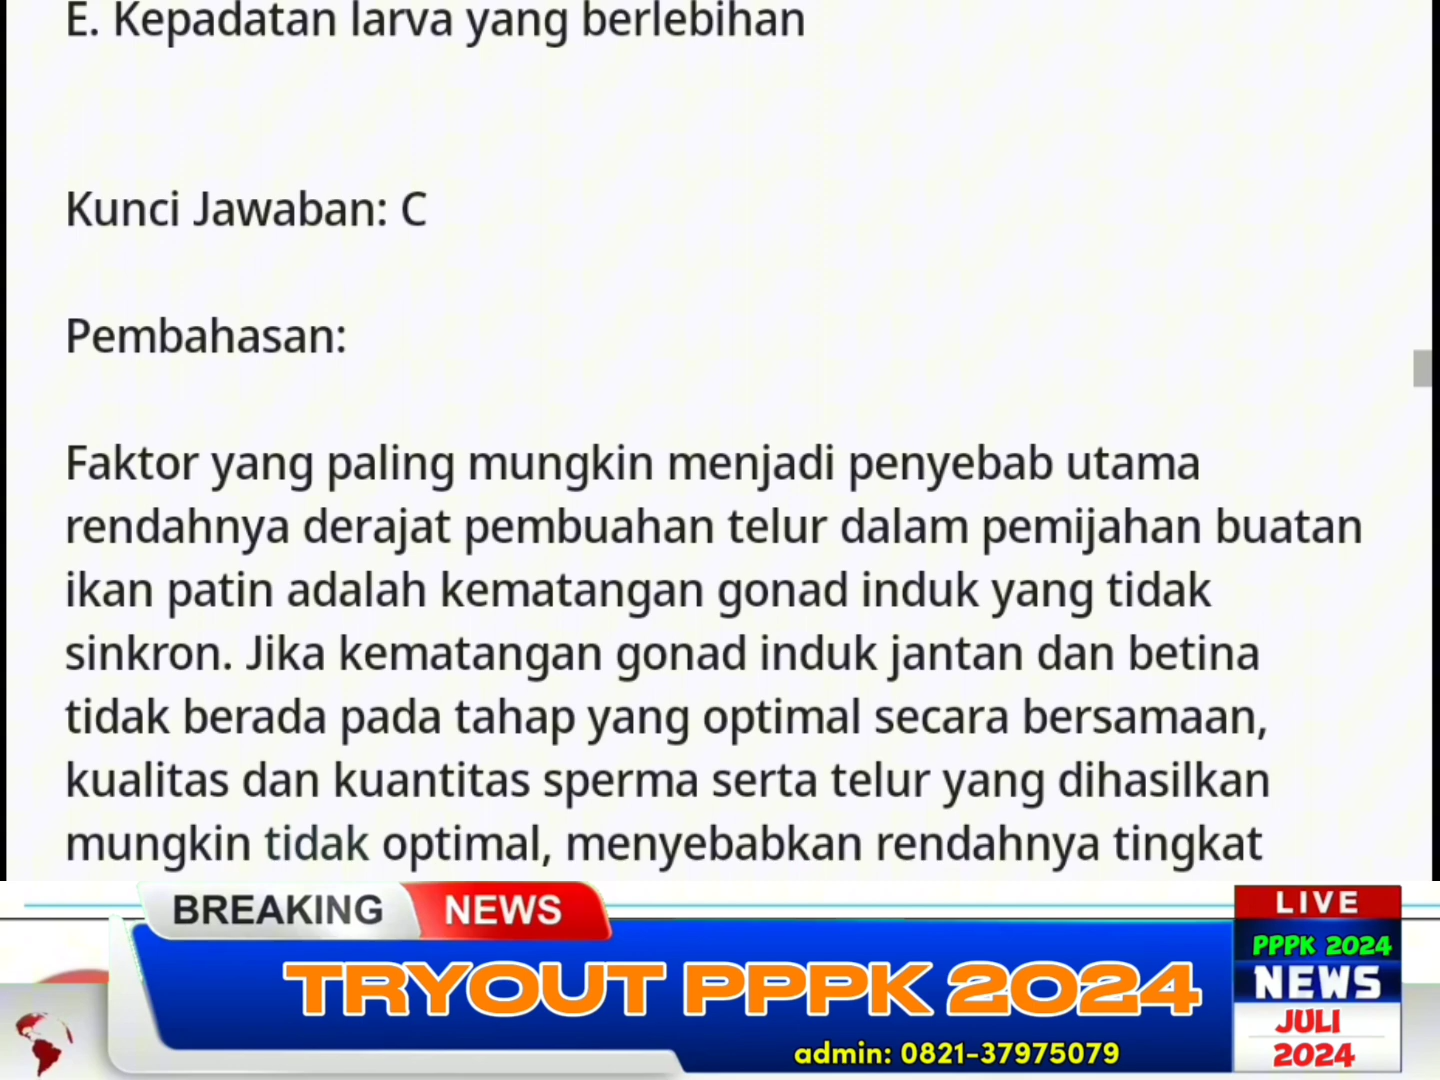 E. Kepadatan larva yang berlebihan
Kunci Jawaban: C
Pembahasan:
Faktor yang paling mungkin menjadi penyebab utama
rendahnya derajat pembuahan telur dalam pemijahan buatan
ikan patin adalah kematangan gonad induk yang tidak
sinkron. Jika kematangan gonad induk jantan dan betina
tidak berada pada tahap yang optimal secara bersamaan,
kualitas dan kuantitas sperma serta telur yang dihasilkan
mungkin tidak optimal, menyebabkan rendahnya tingkat
BREAKING NEWS
TRYOUT PPPK 2024
admin: 0821-37975079
LIVE
PPPK 2024
NEWS
JULI
2024